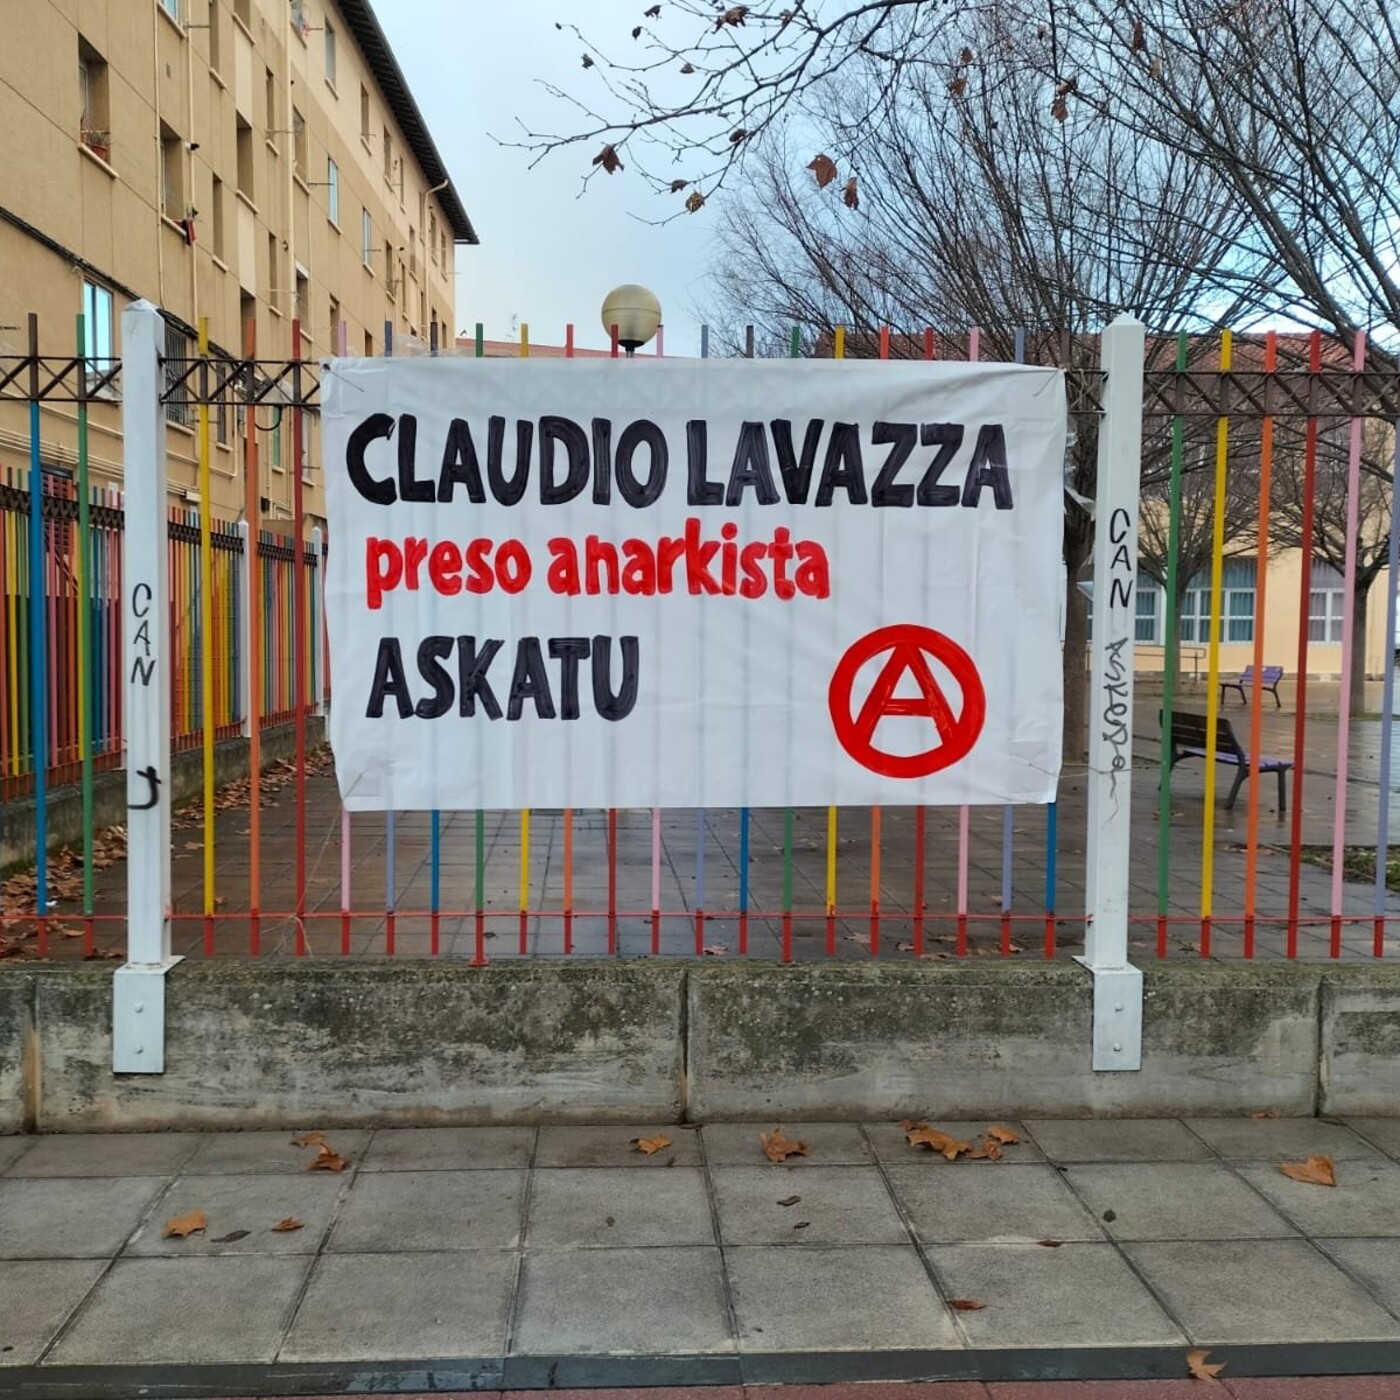 CLAUDIO LAVAZZA
preso anarkista
ASKATU
A
CAN
CAN